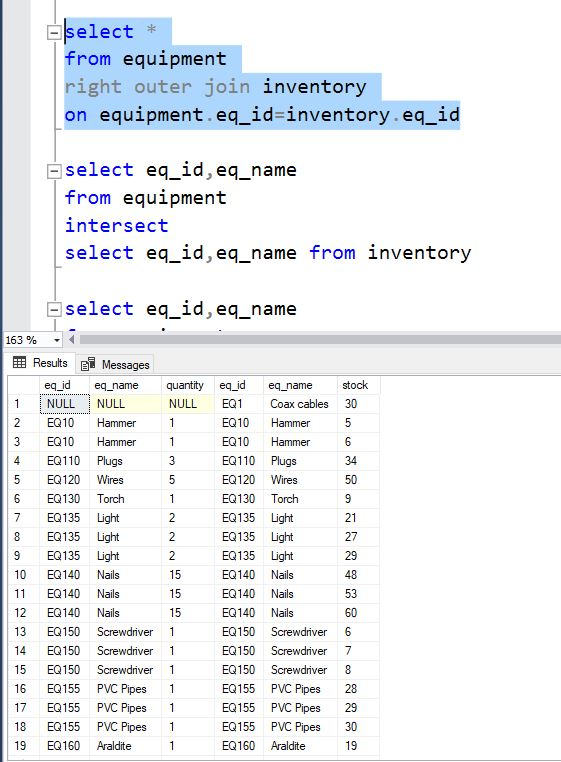 select *
from equipment
right outer join inventory
on equipment.eq_id=inventory.eq_id
select eq_id,eq_name
from equipment
intersect
select eq_id,eq_name from inventory
select eq_id,eq_name
163 %
Results Messages
eq_id eq_name quantity eq_id eq_name stock
1 NULL NULL NULL EQ1 Coax cables 30
2 EQ10 Hammer 1 EQ10 Hammer 5
3 EQ10 Hammer 1 EQ10 Hammer 6
4 EQ110 Plugs 3 EQ110 Plugs 34
5 EQ120 Wires 5 EQ120 Wires 50
6 EQ130 Torch 1 EQ130 Torch 9
7 EQ135 Light 2 EQ135 Light 21
8 EQ135 Light 2 EQ135 Light 27
9 EQ135 Light 2 EQ135 Light 29
10 EQ140 Nails 15 EQ140 Nails 48
11 EQ140 Nails 15 EQ140 Nails 53
12 EQ140 Nails 15 EQ140 Nails 60
13 EQ150 Screwdriver 1 EQ150 Screwdriver 6
14 EQ150 Screwdriver 1 EQ150 Screwdriver 7
15 EQ150 Screwdriver 1 EQ150 Screwdriver 8
16 EQ155 PVC Pipes 1 EQ155 PVC Pipes 28
17 EQ155 PVC Pipes 1 EQ155 PVC Pipes 29
18 EQ155 PVC Pipes 1 EQ155 PVC Pipes 30
19 EQ160 Araldite 1 EQ160 Araldite 19